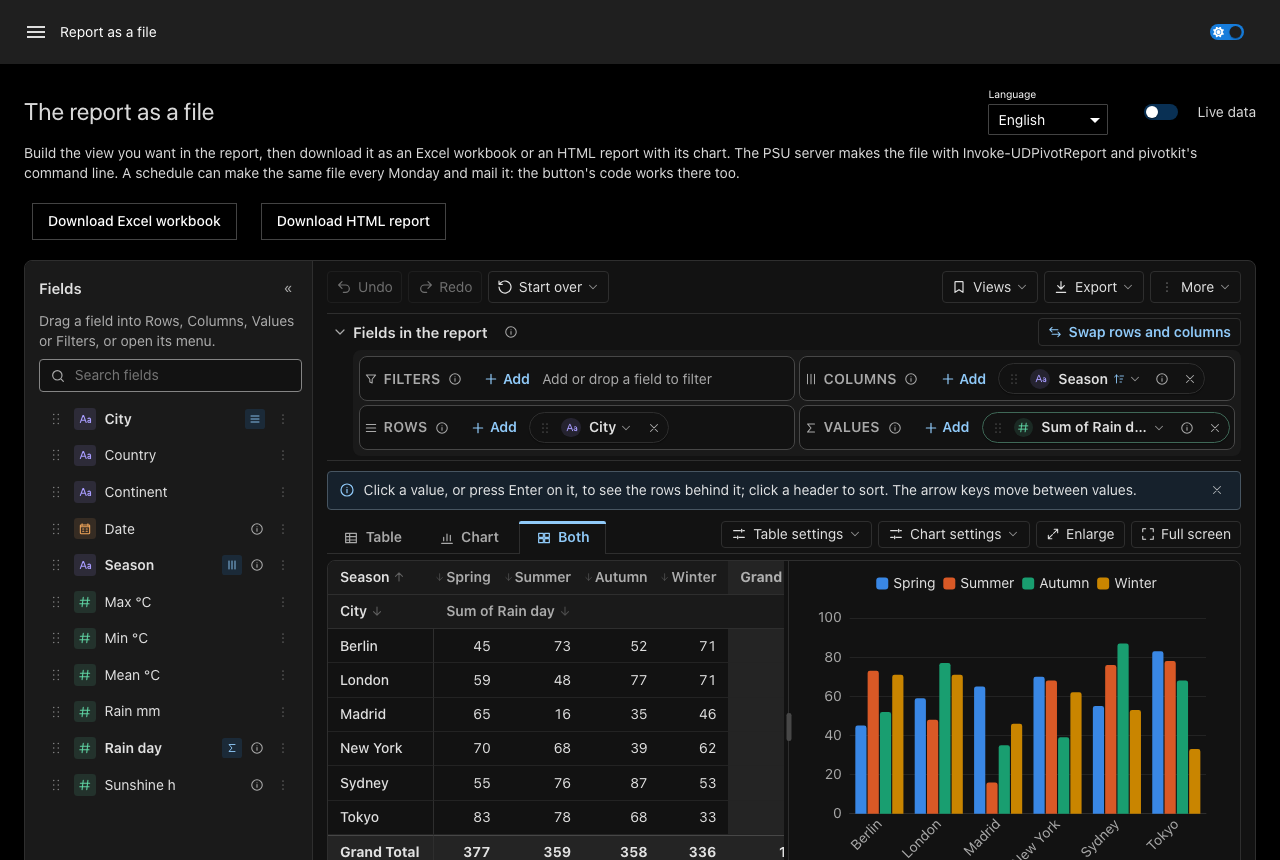 Report as a file
The report as a file
Language
English
Live data
Build the view you want in the report, then download it as an Excel workbook or an HTML report with its chart. The PSU server makes the file with Invoke-UDPivotReport and pivotkit's
command line. A schedule can make the same file every Monday and mail it: the button's code works there too.
Download Excel workbook Download HTML report
Fields «
Drag a field into Rows, Columns, Values
or Filters, or open its menu.
Search fields
Aa City
Aa Country
Aa Continent
Date
Aa Season
# Max °C
# Min °C
# Mean °C
# Rain mm
# Rain day Σ
# Sunshine h
Undo Redo Start over Views Export More
Fields in the report Swap rows and columns
FILTERS + Add Add or drop a field to filter
COLUMNS + Add Aa Season
ROWS + Add Aa City
Σ VALUES + Add # Sum of Rain d...
Click a value, or press Enter on it, to see the rows behind it; click a header to sort. The arrow keys move between values.
Table Chart Both Table settings Chart settings Enlarge Full screen
Season ↑ ↓ Spring ↓ Summer ↓ Autumn ↓ Winter Grand
City ↓ Sum of Rain day ↓
Berlin 45 73 52 71
London 59 48 77 71
Madrid 65 16 35 46
New York 70 68 39 62
Sydney 55 76 87 53
Tokyo 83 78 68 33
Grand Total 377 359 358 336 1
Spring Summer Autumn Winter
100
80
60
40
20
0
Berlin London Madrid ew York Sydney Tokyo